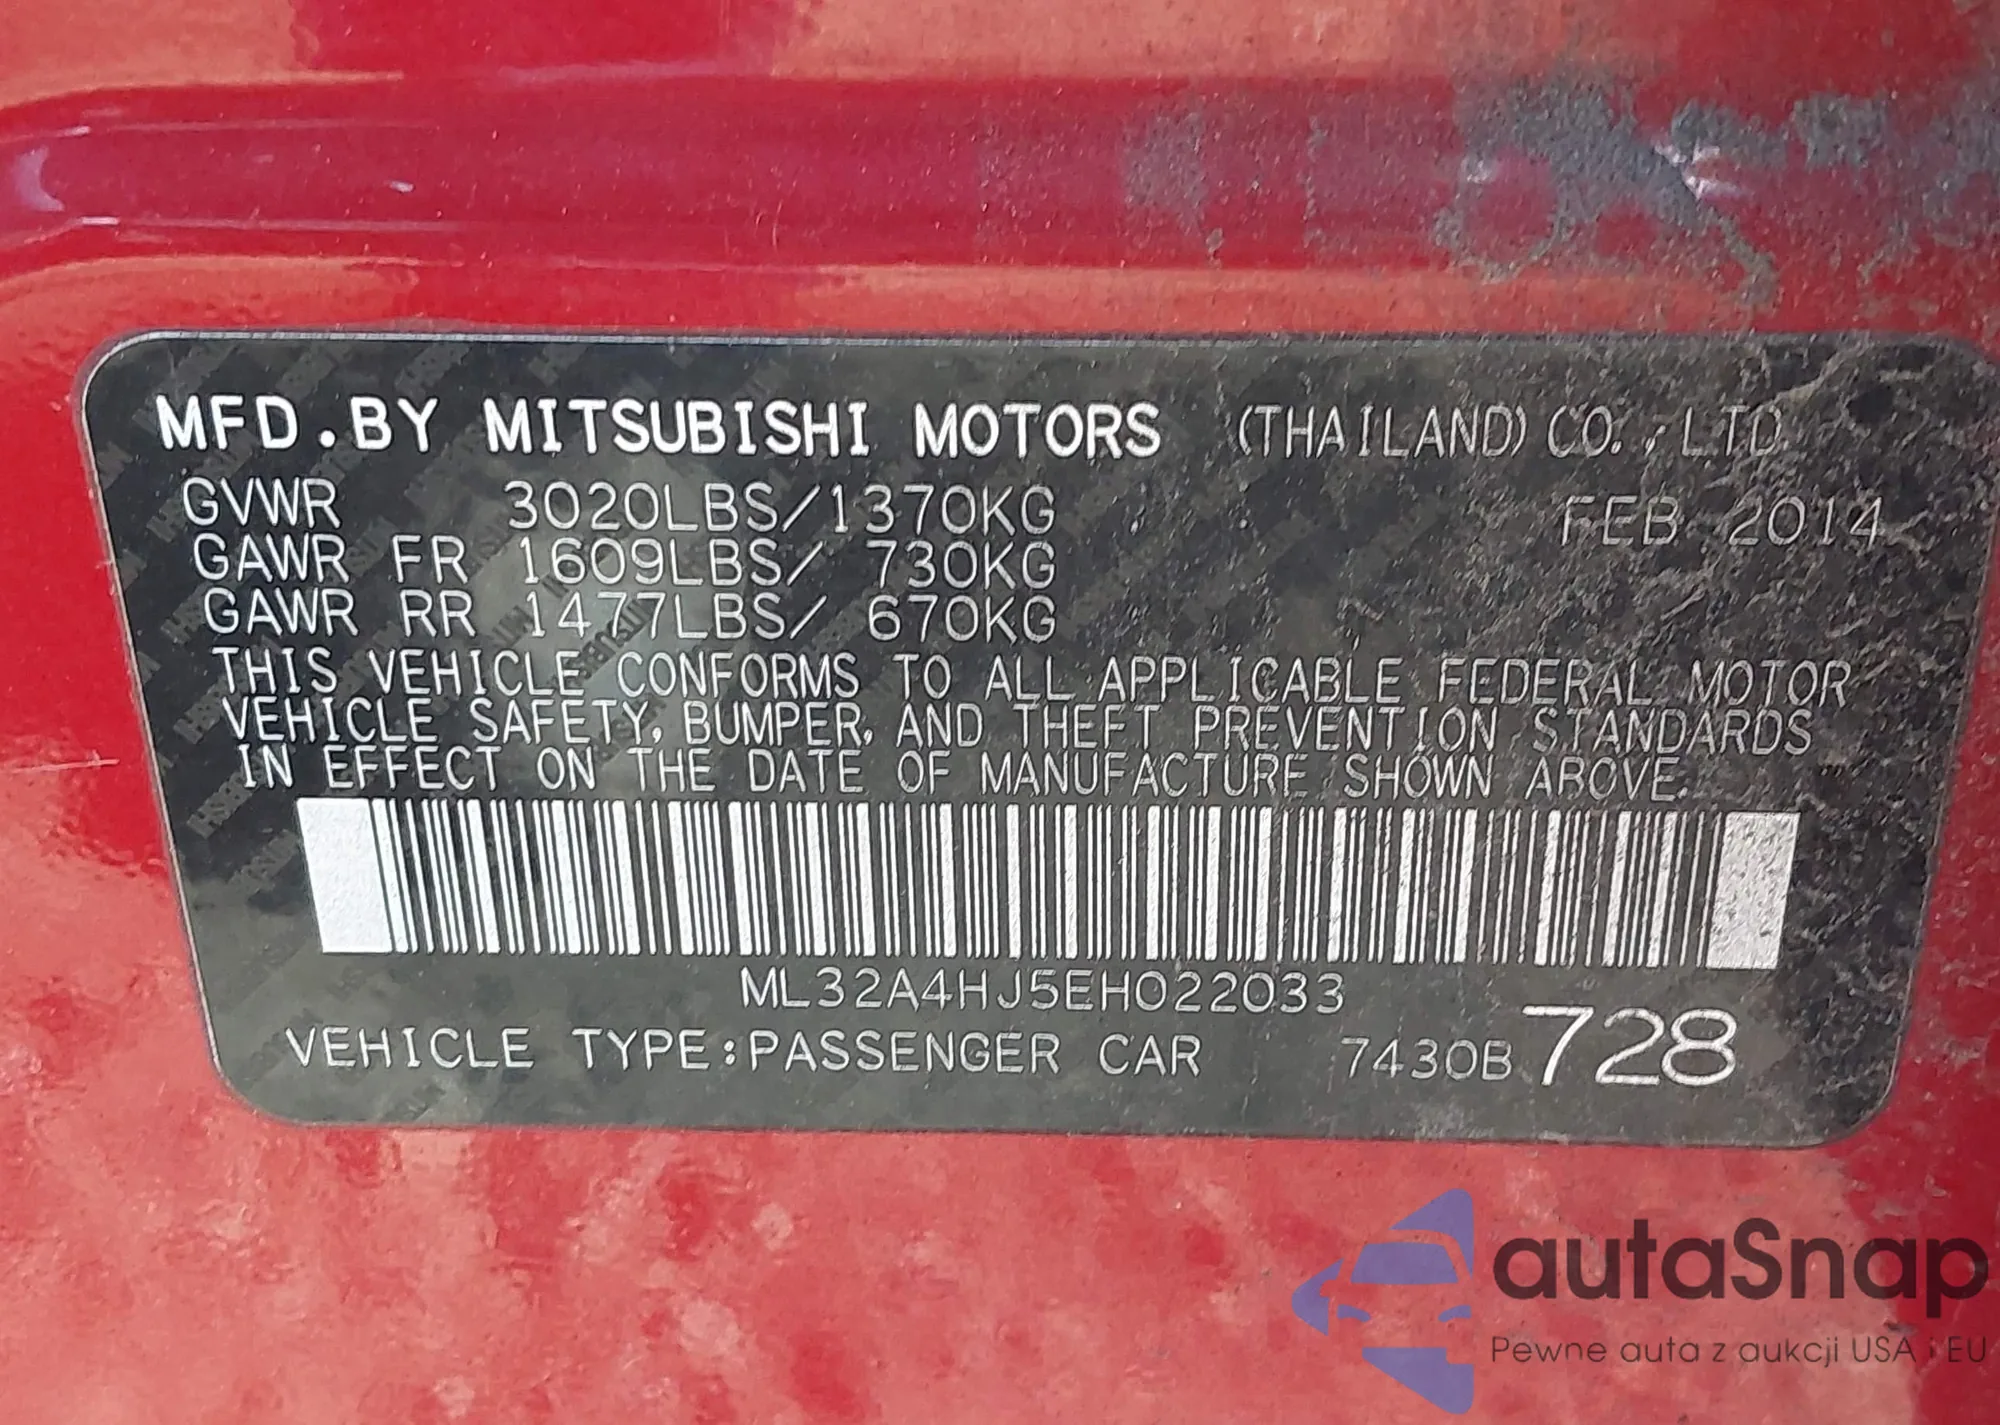 MFD.BY MITSUBISHI MOTORS (THAILAND) CO., LTD.
GVWR 3020LBS/1370KG FEB 2014
GAWR FR 1609LBS/ 730KG
GAWR RR 1477LBS/ 670KG
THIS VEHICLE CONFORMS TO ALL APPLICABLE FEDERAL MOTOR
VEHICLE SAFETY, BUMPER, AND THEFT PREVENTION STANDARDS
IN EFFECT ON THE DATE OF MANUFACTURE SHOWN ABOVE.
ML32A4HJ5EH022033
VEHICLE TYPE:PASSENGER CAR 7430B728
autaSnap
Pewne auta z aukcji USA i EU